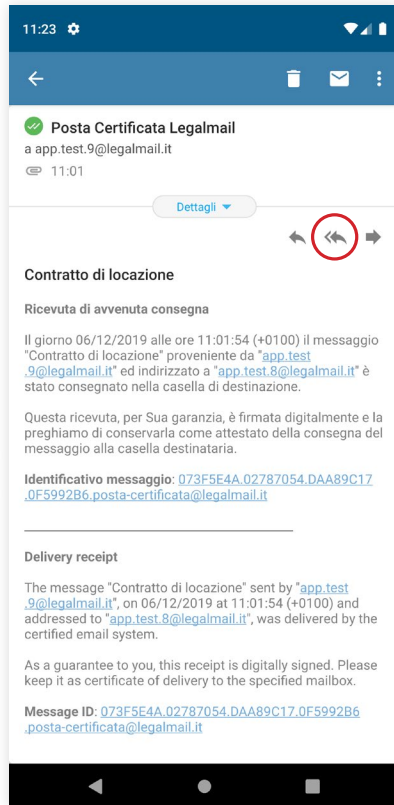 11:23
Posta Certificata Legalmail
a app.test.9@legalmail.it
11:01
Dettagli
Contratto di locazione
Ricevuta di avvenuta consegna
Il giorno 06/12/2019 alle ore 11:01:54 (+0100) il messaggio
"Contratto di locazione" proveniente da "app.test
.9@legalmail.it" ed indirizzato a "app.test.8@legalmail.it" è
stato consegnato nella casella di destinazione.
Questa ricevuta, per Sua garanzia, è firmata digitalmente e la
preghiamo di conservarla come attestato della consegna del
messaggio alla casella destinataria.
Identificativo messaggio: 073F5E4A.02787054.DAA89C17
.0F5992B6.posta-certificata@legalmail.it
Delivery receipt
The message "Contratto di locazione" sent by "app.test
.9@legalmail.it", on 06/12/2019 at 11:01:54 (+0100) and
addressed to "app.test.8@legalmail.it", was delivered by the
certified email system.
As a guarantee to you, this receipt is digitally signed. Please
keep it as certificate of delivery to the specified mailbox.
Message ID: 073F5E4A.02787054.DAA89C17.0F5992B6
.posta-certificata@legalmail.it